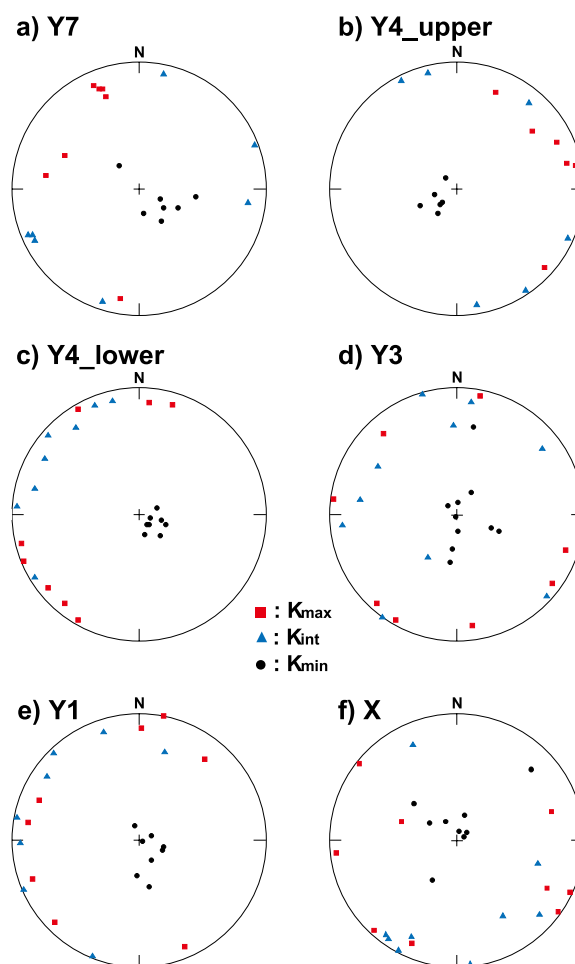 a) Y7
b) Y4_upper
N
N
c) Y4_lower
d) Y3
N
N
: Kmax
: Kint
: Kmin
e) Y1
f) X
N
N